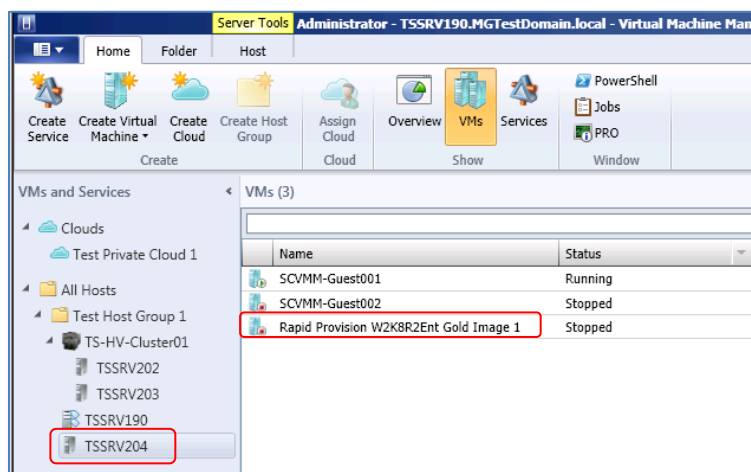 Server Tools Administrator - TSSRV190.MGTestDomain.local - Virtual Machine Man
Home Folder Host
Create Service
Create Virtual Machine
Create Cloud
Create Host Group
Assign Cloud
Overview
VMs
Services
PowerShell
Jobs
PRO
Create Cloud Show Window
VMs and Services
VMs (3)
Clouds
Test Private Cloud 1
All Hosts
Test Host Group 1
TS-HV-Cluster01
TSSRV202
TSSRV203
TSSRV190
TSSRV204
Name Status
SCVMM-Guest001 Running
SCVMM-Guest002 Stopped
Rapid Provision W2K8R2Ent Gold Image 1 Stopped